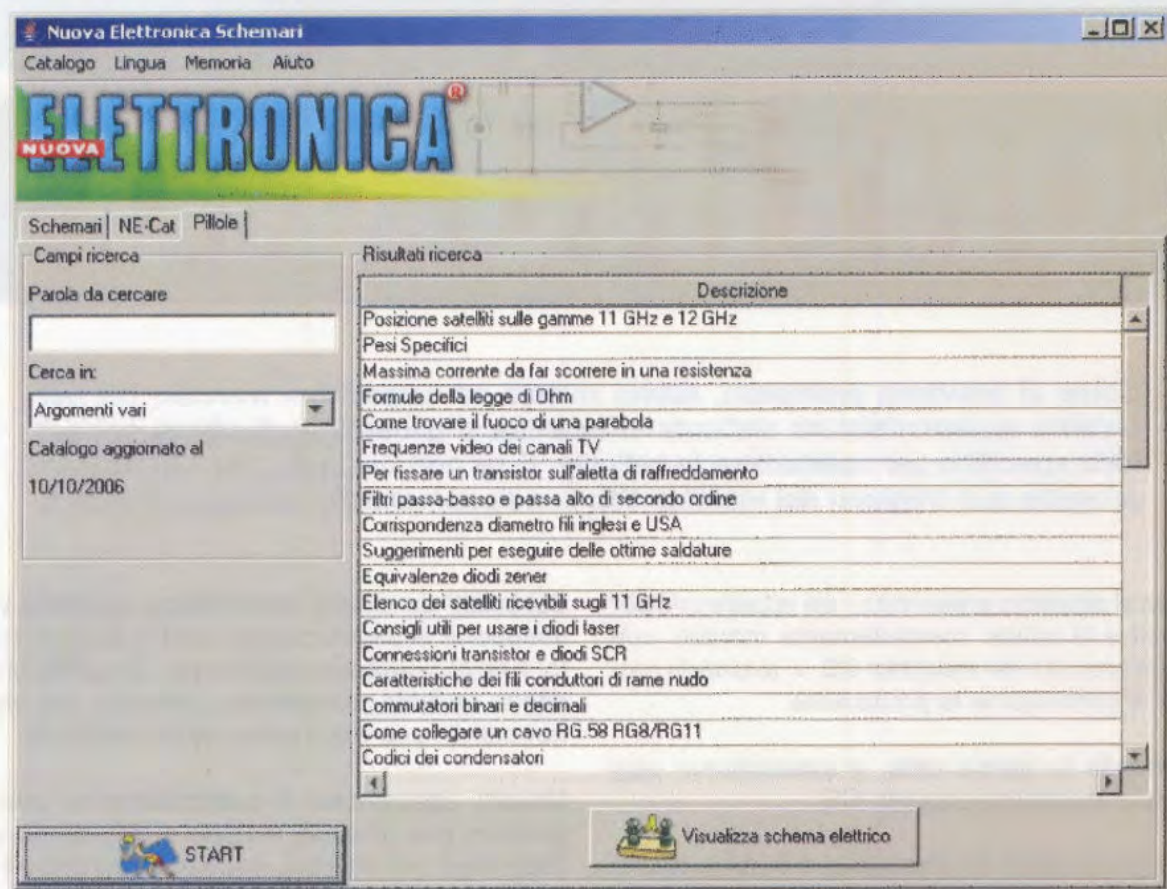 Nuova Elettronica Schemari
Catalogo Lingua Memoria Aiuto
ELETTRONICA®
NUOVA
Schemari NE-Cat Pillole
Campi ricerca
Parola da cercare
Cerca in:
Argomenti vari
Catalogo aggiornato al
10/10/2006
START
Risultati ricerca
Descrizione
Posizione satelliti sulle gamme 11 GHz e 12 GHz
Pesi Specifici
Massima corrente da far scorrere in una resistenza
Formule della legge di Ohm
Come trovare il fuoco di una parabola
Frequenze video dei canali TV
Per fissare un transistor sull'aletta di raffreddamento
Filtri passa-basso e passa alto di secondo ordine
Corrispondenza diametro fili inglesi e USA
Suggerimenti per eseguire delle ottime saldature
Equivalenze diodi zener
Elenco dei satelliti ricevibili sugli 11 GHz
Consigli utili per usare i diodi laser
Connessioni transistor e diodi SCR
Caratteristiche dei fili conduttori di rame nudo
Commutatori binari e decimali
Come collegare un cavo RG.58 RG8/RG11
Codici dei condensatori
Visualizza schema elettrico